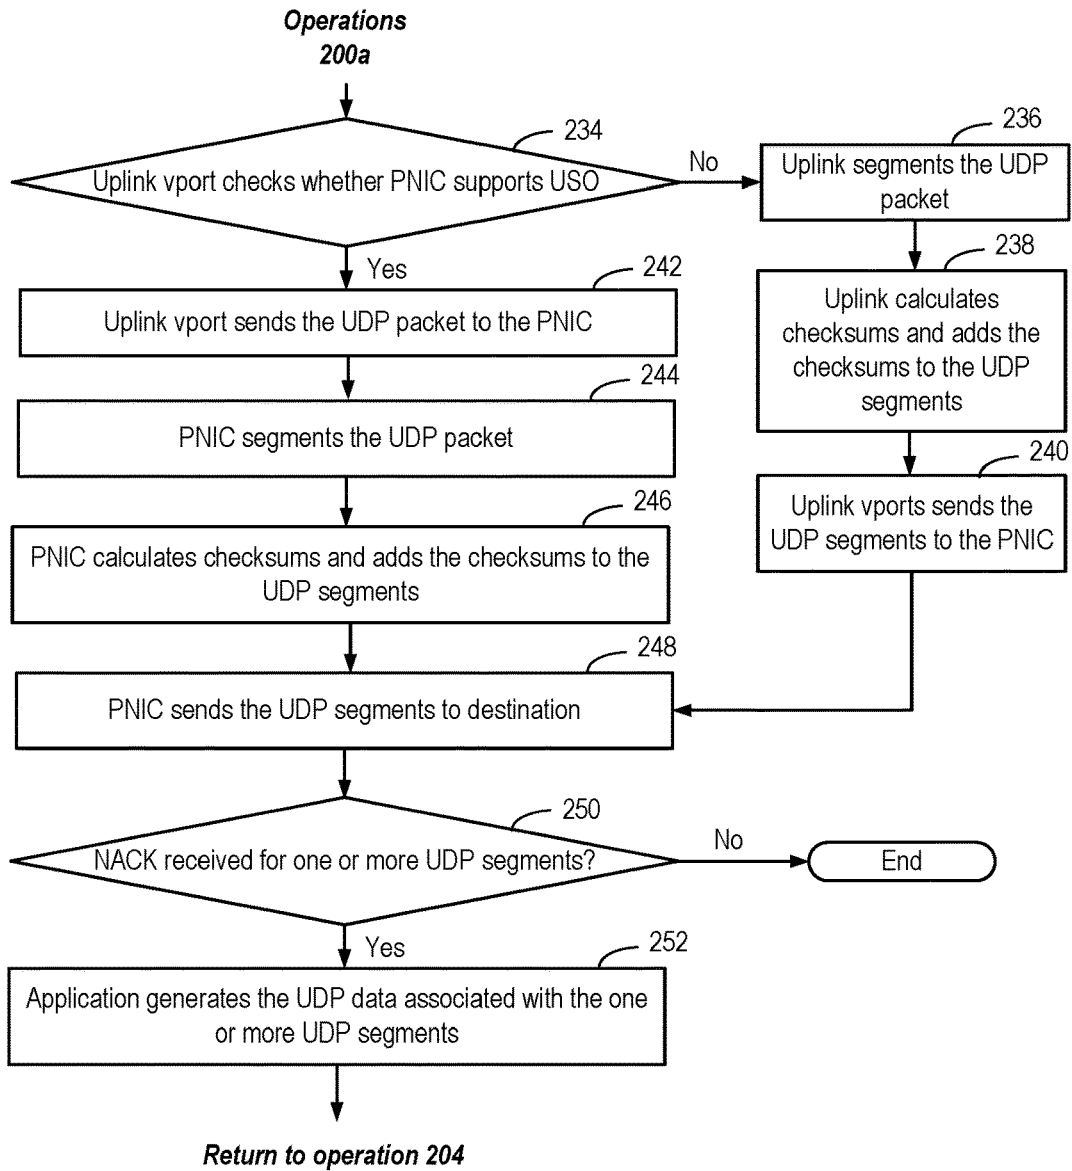 Operations
200a
234
Uplink vport checks whether PNIC supports USO
No
236
Uplink segments the UDP
packet
238
Uplink calculates
checksums and adds the
checksums to the UDP
segments
240
Uplink vports sends the
UDP segments to the PNIC
Yes
242
Uplink vport sends the UDP packet to the PNIC
244
PNIC segments the UDP packet
246
PNIC calculates checksums and adds the checksums to the
UDP segments
248
PNIC sends the UDP segments to destination
250
NACK received for one or more UDP segments?
No
End
Yes
252
Application generates the UDP data associated with the one
or more UDP segments
Return to operation 204